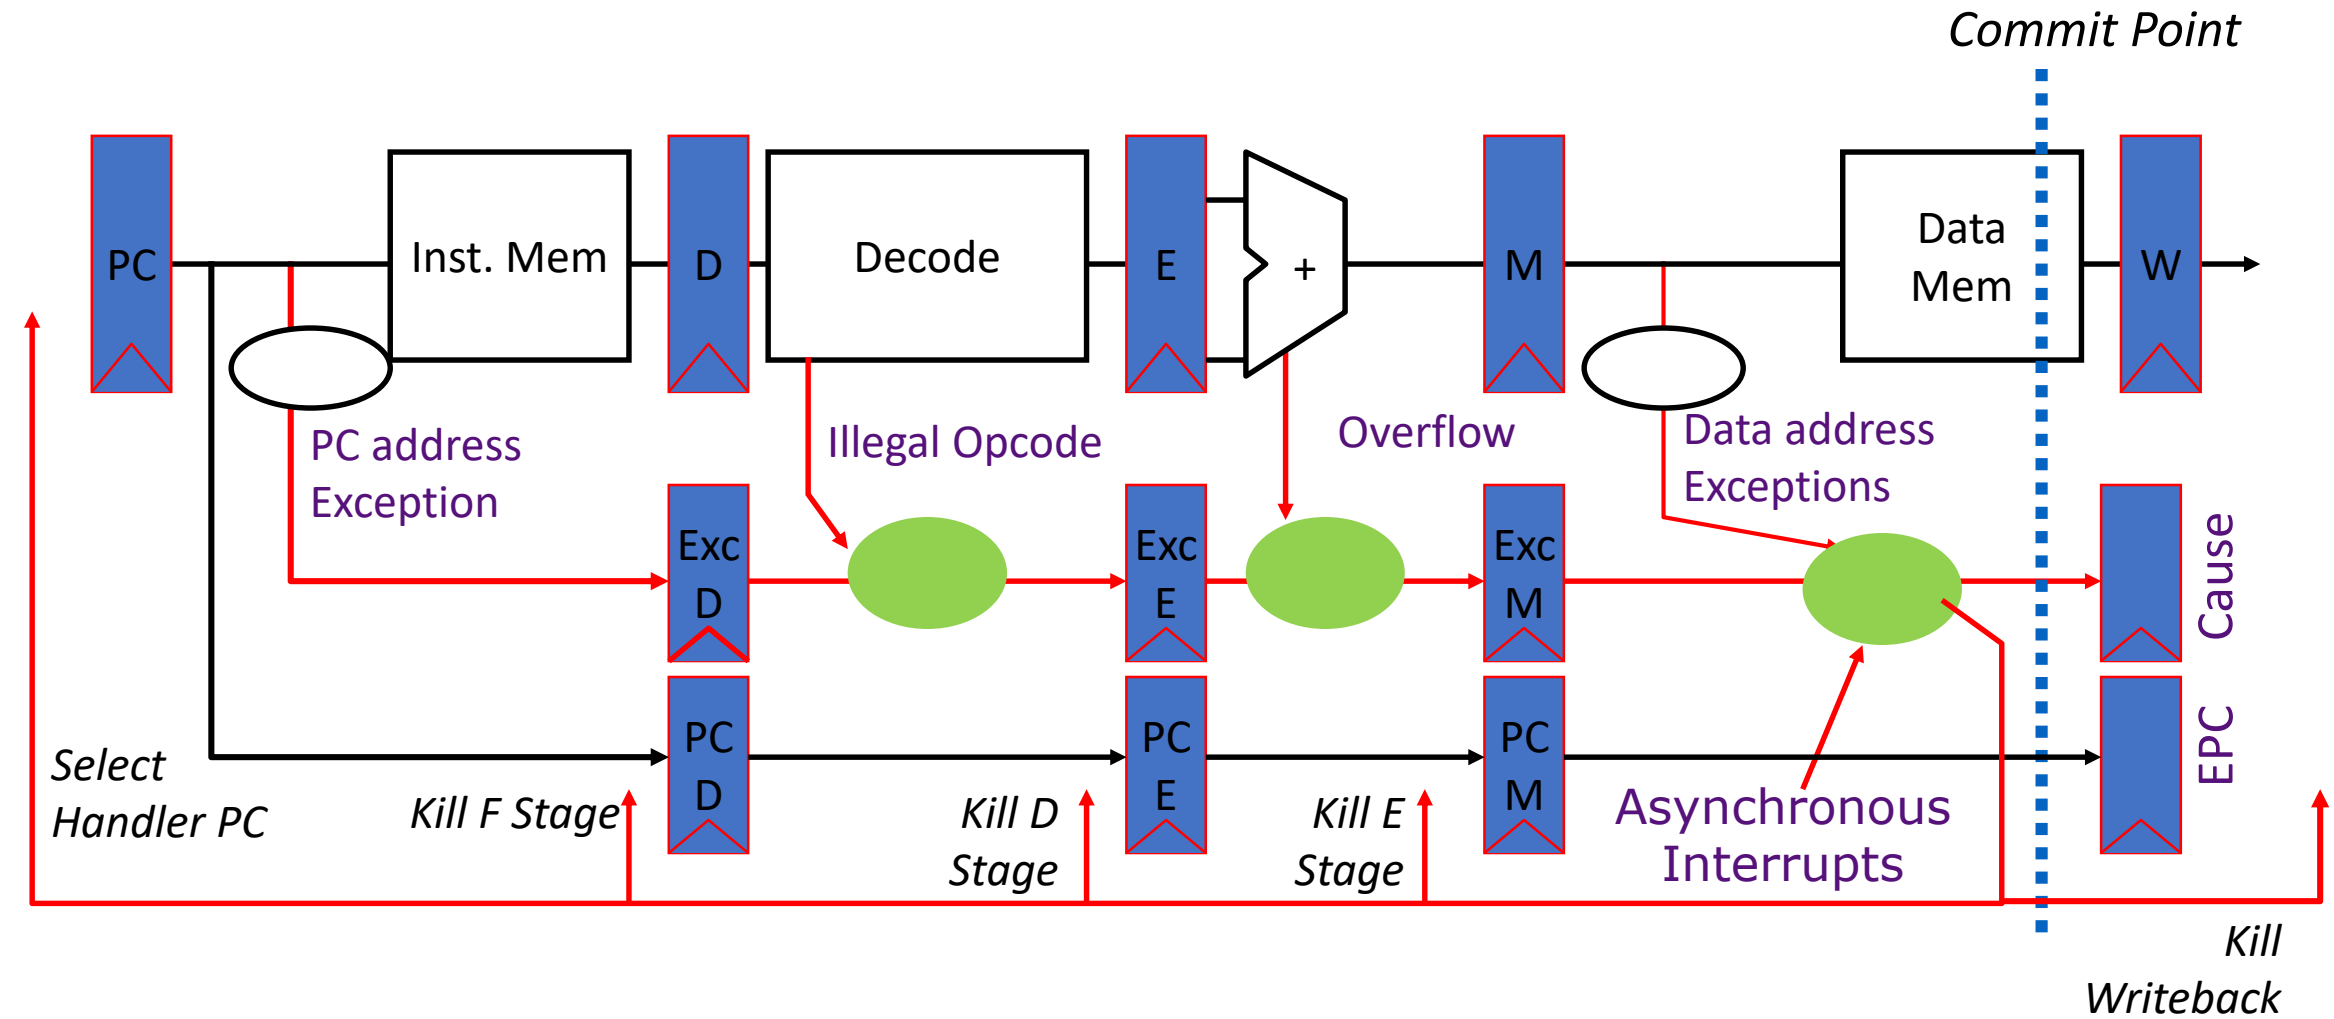 Commit Point
PC
Inst. Mem
D
Decode
E
+
M
Data
Mem
W
PC address
Exception
Illegal Opcode
Overflow
Data address
Exceptions
Exc
D
Exc
E
Exc
M
Cause
PC
D
PC
E
PC
M
EPC
Select
Handler PC
Kill F Stage
Kill D
Stage
Kill E
Stage
Asynchronous
Interrupts
Kill
Writeback